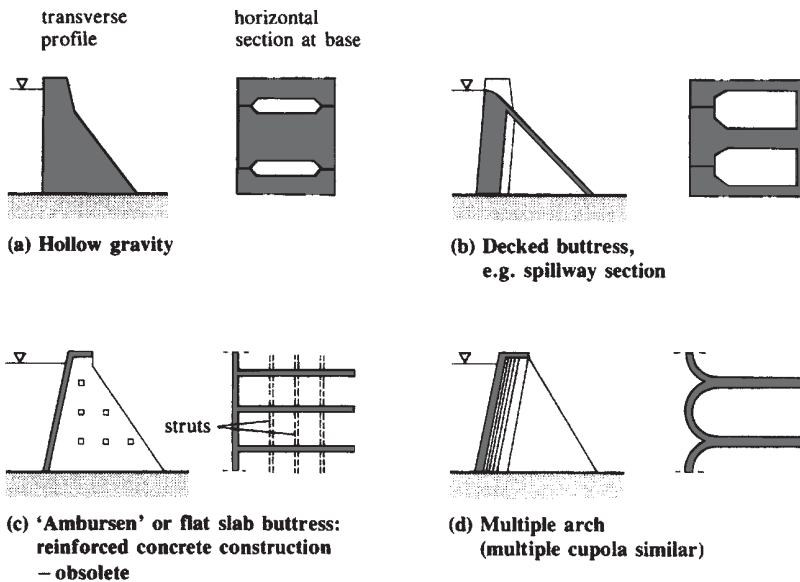 transverse
profile
horizontal
section at base
(a) Hollow gravity
(b) Decked buttress,
e.g. spillway section
struts
(c) ‘Ambursen’ or flat slab buttress:
reinforced concrete construction
– obsolete
(d) Multiple arch
(multiple cupola similar)